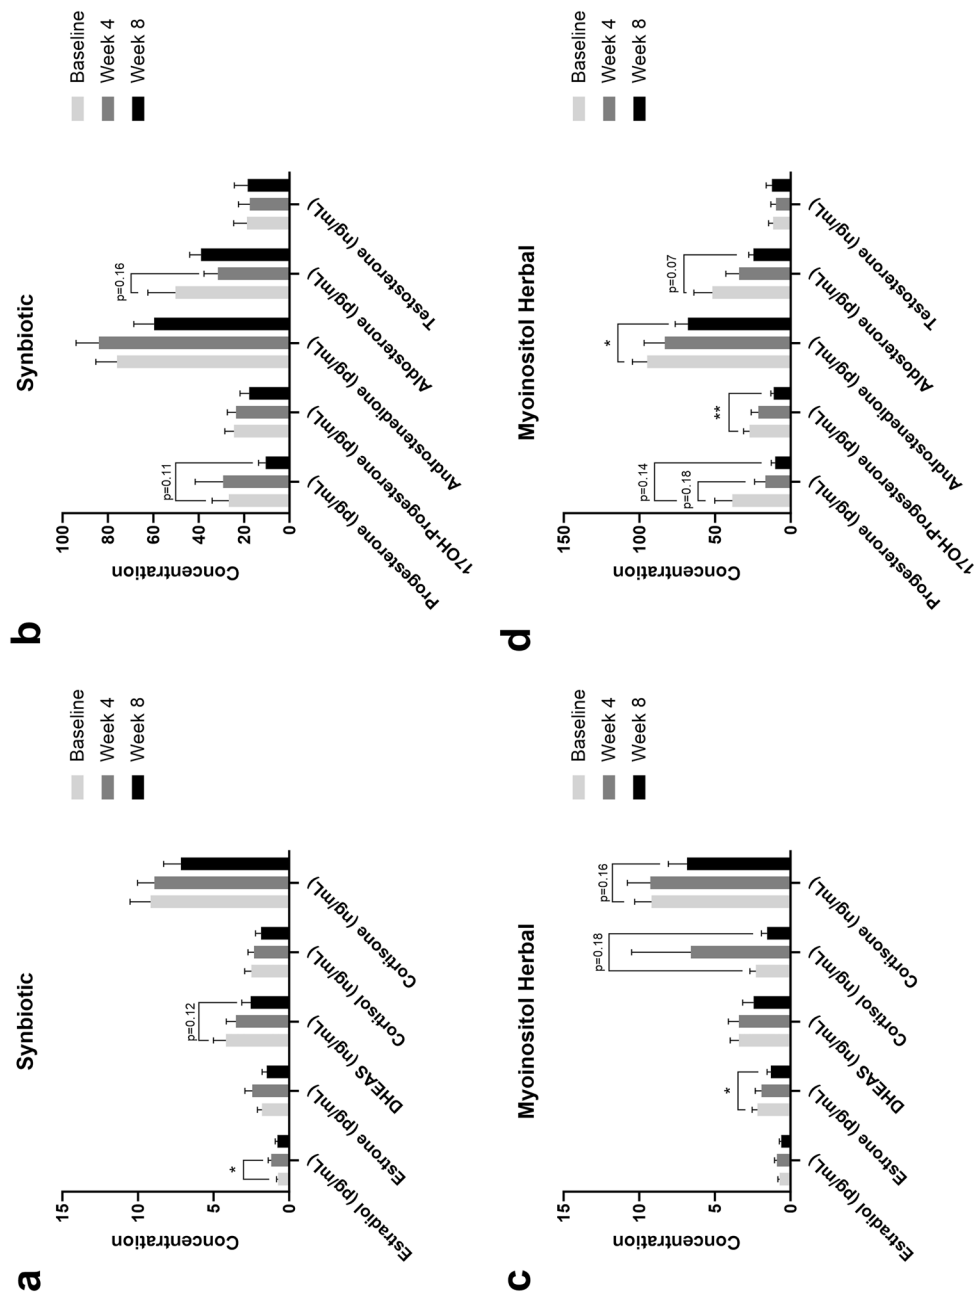 a
Synbiotic
Concentration
15
10
5
0
*
p=0.12
Estradiol (pg/mL)
Estrone (pg/mL)
DHEAS (ng/mL)
Cortisol (ng/mL)
Cortisone (ng/mL)
Baseline
Week 4
Week 8
b
Synbiotic
Concentration
100
80
60
40
20
0
p=0.11
p=0.16
Progesterone (pg/mL)
17OH-Progesterone (pg/mL)
Androstenedione (pg/mL)
Aldosterone (pg/mL)
Testosterone (ng/mL)
Baseline
Week 4
Week 8
c
Myoinositol Herbal
Concentration
15
10
5
0
*
p=0.18
p=0.16
Estradiol (pg/mL)
Estrone (pg/mL)
DHEAS (ng/mL)
Cortisol (ng/mL)
Cortisone (ng/mL)
Baseline
Week 4
Week 8
d
Myoinositol Herbal
Concentration
150
100
50
0
p=0.14
p=0.18
**
*
p=0.07
Progesterone (pg/mL)
17OH-Progesterone (pg/mL)
Androstenedione (pg/mL)
Aldosterone (pg/mL)
Testosterone (ng/mL)
Baseline
Week 4
Week 8